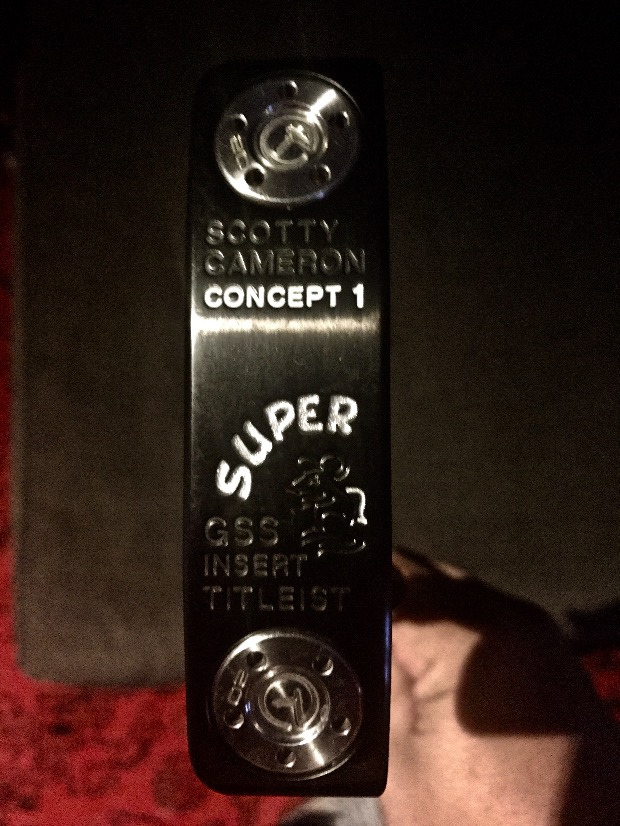 SCOTTY
CAMERON
CONCEPT 1
SUPER
GSS
INSERT
TITLEIST